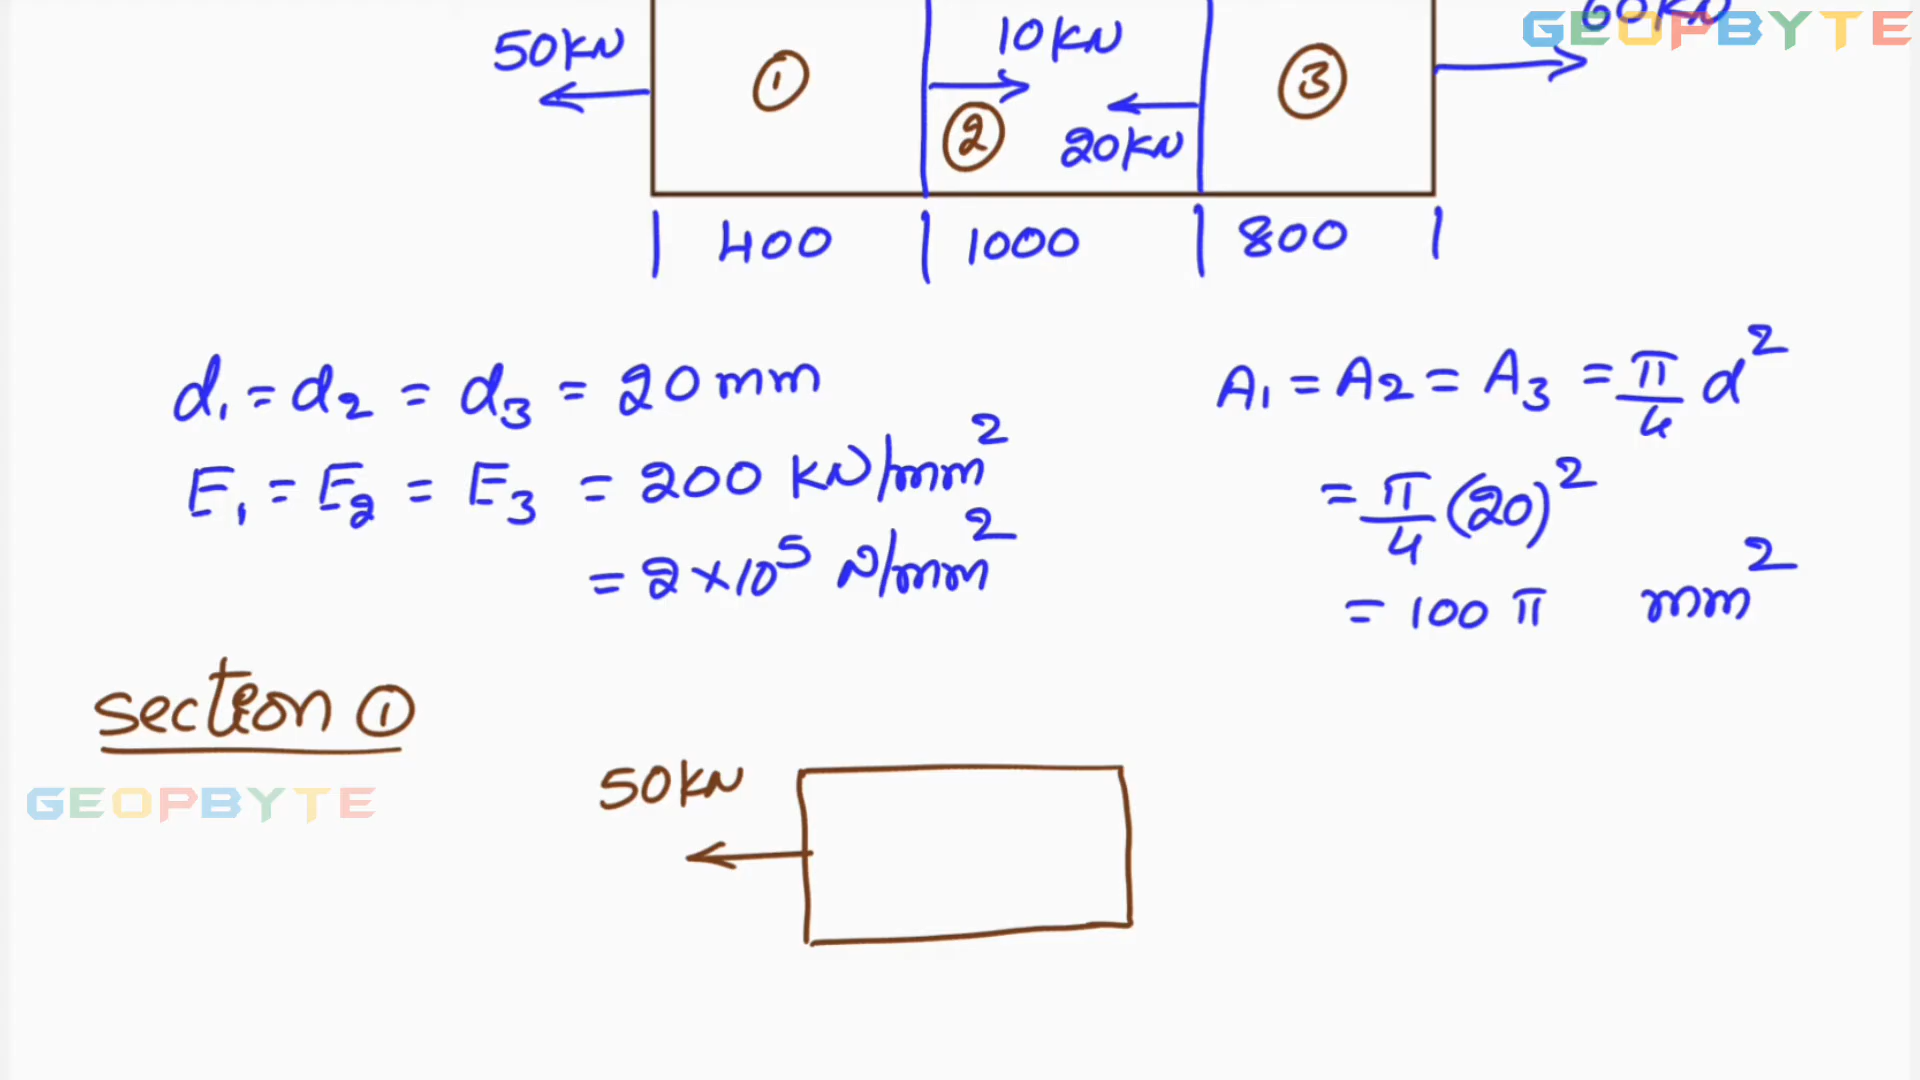 GEOPBYTE
50kN 10kN 60kN
① ② ③
20kN
400 1000 800
d₁ = d₂ = d₃ = 20 mm
E₁ = E₂ = E₃ = 200 kN/mm²
= 2 × 10⁵ N/mm²
A₁ = A₂ = A₃ = π/4 d²
= π/4 (20)²
= 100 π mm²
section ①
GEOPBYTE
50kN